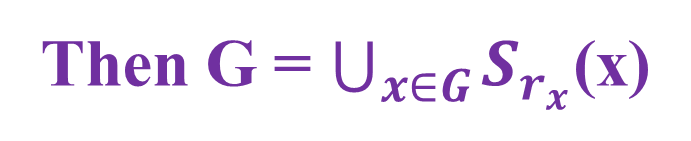 Then G = ⋃ₓ∈G S_{r_x}(x)